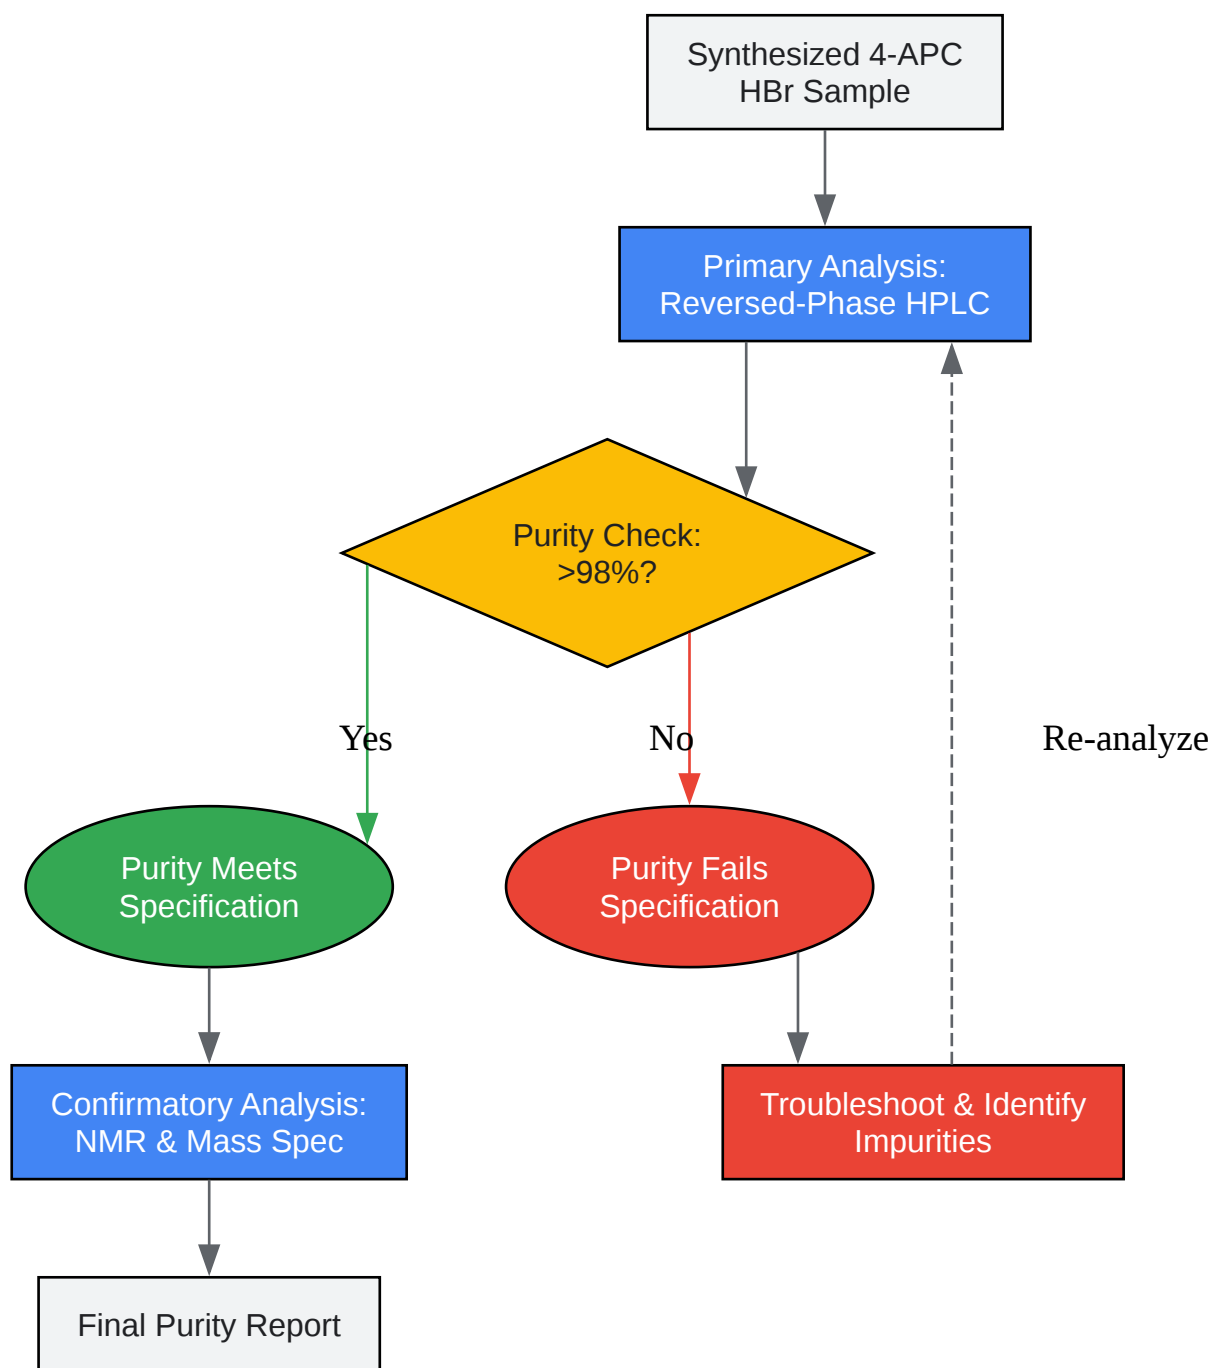 Synthesized 4-APC
HBr Sample
Primary Analysis:
Reversed-Phase HPLC
Purity Check:
>98%?
Yes
No
Re-analyze
Purity Meets
Specification
Purity Fails
Specification
Confirmatory Analysis:
NMR & Mass Spec
Troubleshoot & Identify
Impurities
Final Purity Report